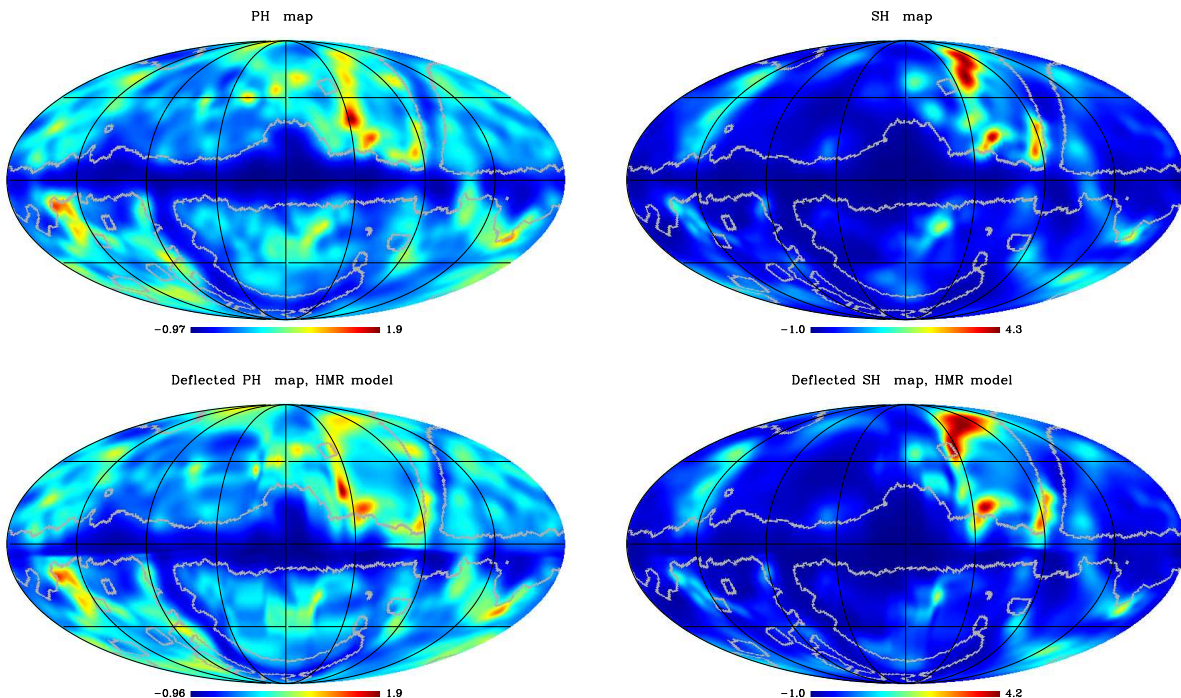 PH map
SH map
−0.97 1.9
−1.0 4.3
Deflected PH map, HMR model
Deflected SH map, HMR model
−0.96 1.9
−1.0 4.2